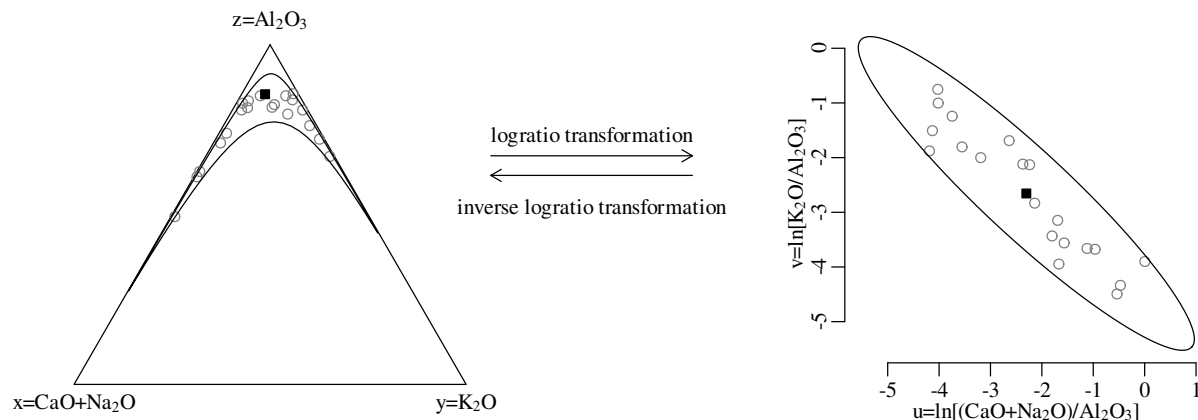 z=Al₂O₃
x=CaO+Na₂O
y=K₂O
logratio transformation
inverse logratio transformation
v=ln[K₂O/Al₂O₃]
0
-1
-2
-3
-4
-5
-5 -4 -3 -2 -1 0 1
u=ln[(CaO+Na₂O)/Al₂O₃]